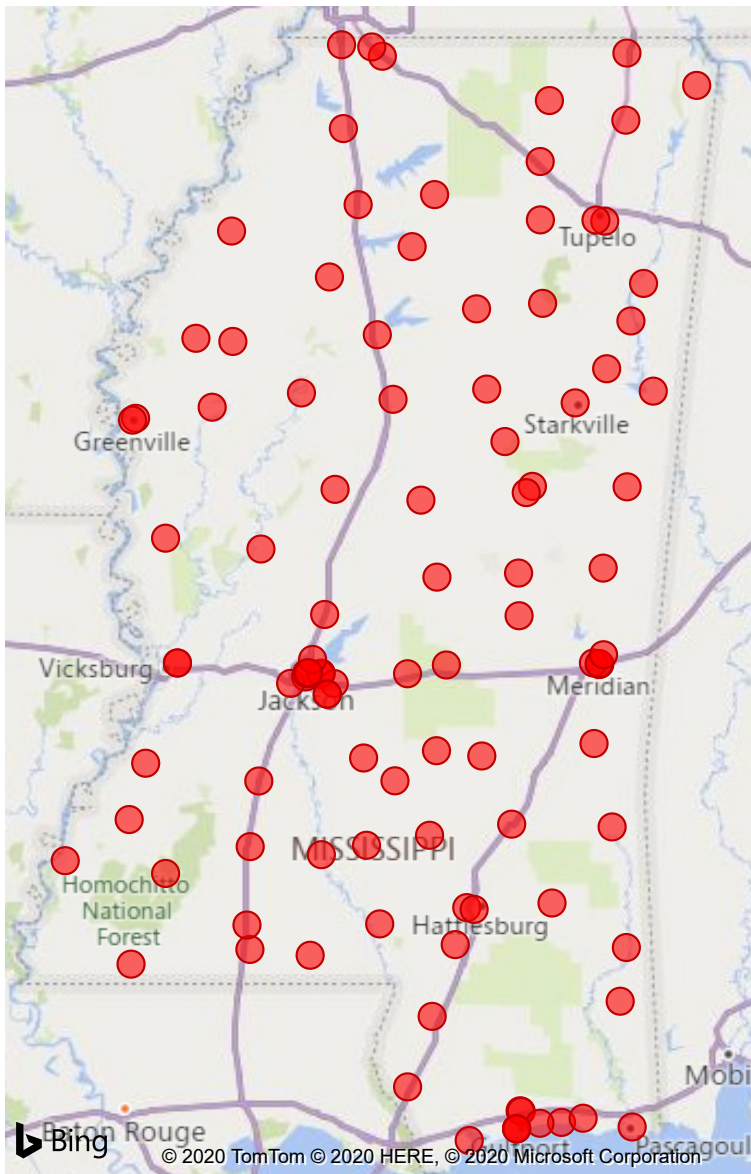 Tupelo
Starkville
Greenville
Vicksburg
Meridian
Jackson
MISSISSIPPI
Homochitto
National
Forest
Hattiesburg
Mobi
Baton Rouge
Gulfport
Pascagou
Bing
© 2020 TomTom © 2020 HERE, © 2020 Microsoft Corporation